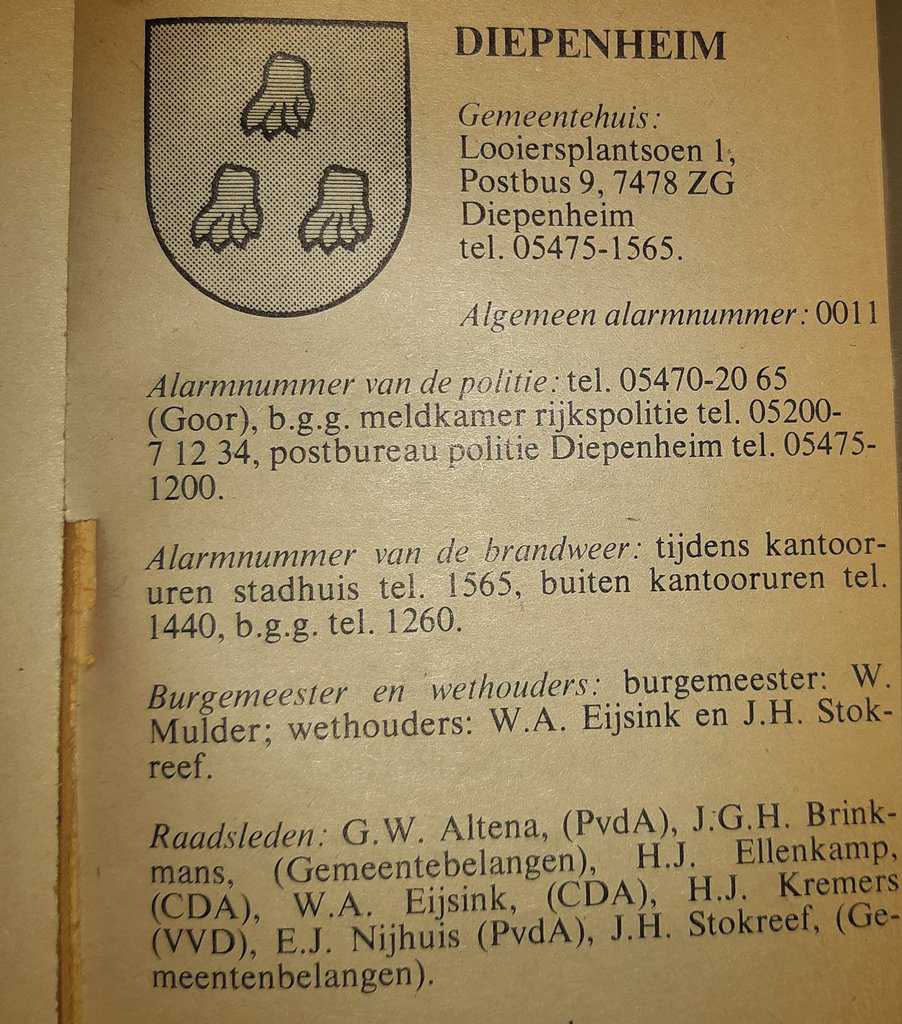 DIEPENHEIM
Gemeentehuis:
Looiersplantsoen 1,
Postbus 9, 7478 ZG
Diepenheim
tel. 05475-1565.
Algemeen alarmnummer: 0011
Alarmnummer van de politie: tel. 05470-20 65
(Goor), b.g.g. meldkamer rijkspolitie tel. 05200-
7 12 34, postbureau politie Diepenheim tel. 05475-
1200.
Alarmnummer van de brandweer: tijdens kantoor-
uren stadhuis tel. 1565, buiten kantooruren tel.
1440, b.g.g. tel. 1260.
Burgemeester en wethouders: burgemeester: W.
Mulder; wethouders: W.A. Eijsink en J.H. Stok-
reef.
Raadsleden: G.W. Altena, (PvdA), J.G.H. Brink-
mans, (Gemeentebelangen), H.J. Ellenkamp,
(CDA), W.A. Eijsink, (CDA), H.J. Kremers
(VVD), E.J. Nijhuis (PvdA), J.H. Stokreef, (Ge-
meentenbelangen).